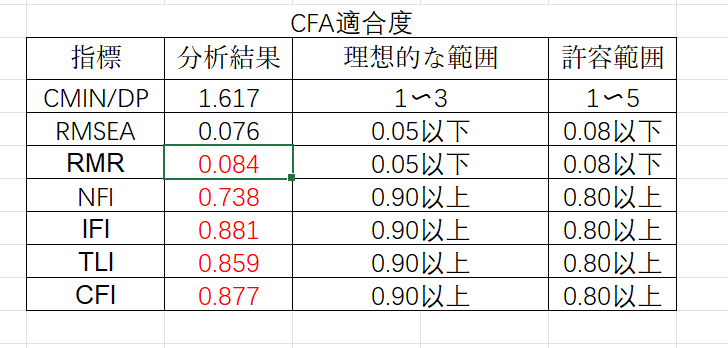 CFA適合度
指標 分析結果 理想的な範囲 許容範囲
CMIN/DP 1.617 1〜3 1〜5
RMSEA 0.076 0.05以下 0.08以下
RMR 0.084 0.05以下 0.08以下
NFI 0.738 0.90以上 0.80以上
IFI 0.881 0.90以上 0.80以上
TLI 0.859 0.90以上 0.80以上
CFI 0.877 0.90以上 0.80以上